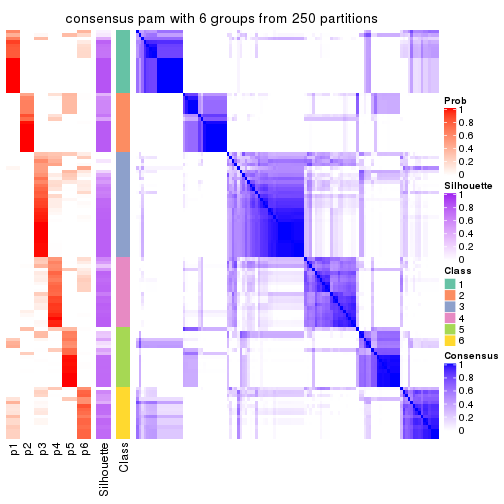 consensus pam with 6 groups from 250 partitions
Prob
1
0.8
0.6
0.4
0.2
0
Silhouette
1
0.8
0.6
0.4
0.2
0
Class
1
2
3
4
5
6
Consensus
1
0.8
0.6
0.4
0.2
0
p1
p2
p3
p4
p5
p6
Silhouette
Class